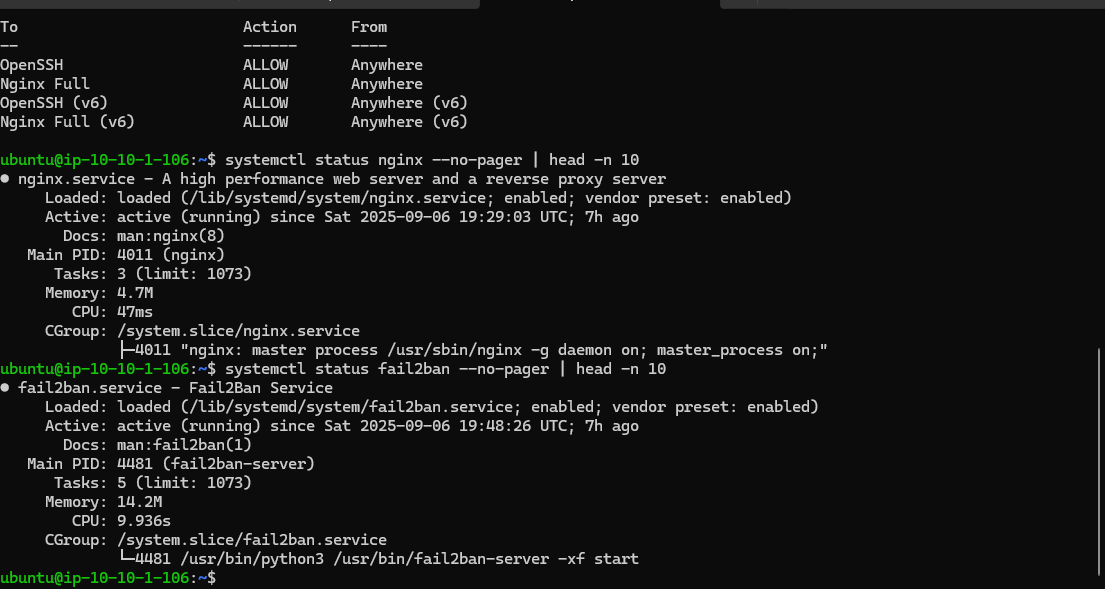 To                         Action      From
--                         ------      ----
OpenSSH                    ALLOW       Anywhere
Nginx Full                 ALLOW       Anywhere
OpenSSH (v6)               ALLOW       Anywhere (v6)
Nginx Full (v6)            ALLOW       Anywhere (v6)

ubuntu@ip-10-10-1-106:~$ systemctl status nginx --no-pager | head -n 10
● nginx.service - A high performance web server and a reverse proxy server
     Loaded: loaded (/lib/systemd/system/nginx.service; enabled; vendor preset: enabled)
     Active: active (running) since Sat 2025-09-06 19:29:03 UTC; 7h ago
       Docs: man:nginx(8)
   Main PID: 4011 (nginx)
      Tasks: 3 (limit: 1073)
     Memory: 4.7M
        CPU: 47ms
     CGroup: /system.slice/nginx.service
             ├─4011 "nginx: master process /usr/sbin/nginx -g daemon on; master_process on;"
ubuntu@ip-10-10-1-106:~$ systemctl status fail2ban --no-pager | head -n 10
● fail2ban.service - Fail2Ban Service
     Loaded: loaded (/lib/systemd/system/fail2ban.service; enabled; vendor preset: enabled)
     Active: active (running) since Sat 2025-09-06 19:48:26 UTC; 7h ago
       Docs: man:fail2ban(1)
   Main PID: 4481 (fail2ban-server)
      Tasks: 5 (limit: 1073)
     Memory: 14.2M
        CPU: 9.936s
     CGroup: /system.slice/fail2ban.service
             └─4481 /usr/bin/python3 /usr/bin/fail2ban-server -xf start
ubuntu@ip-10-10-1-106:~$